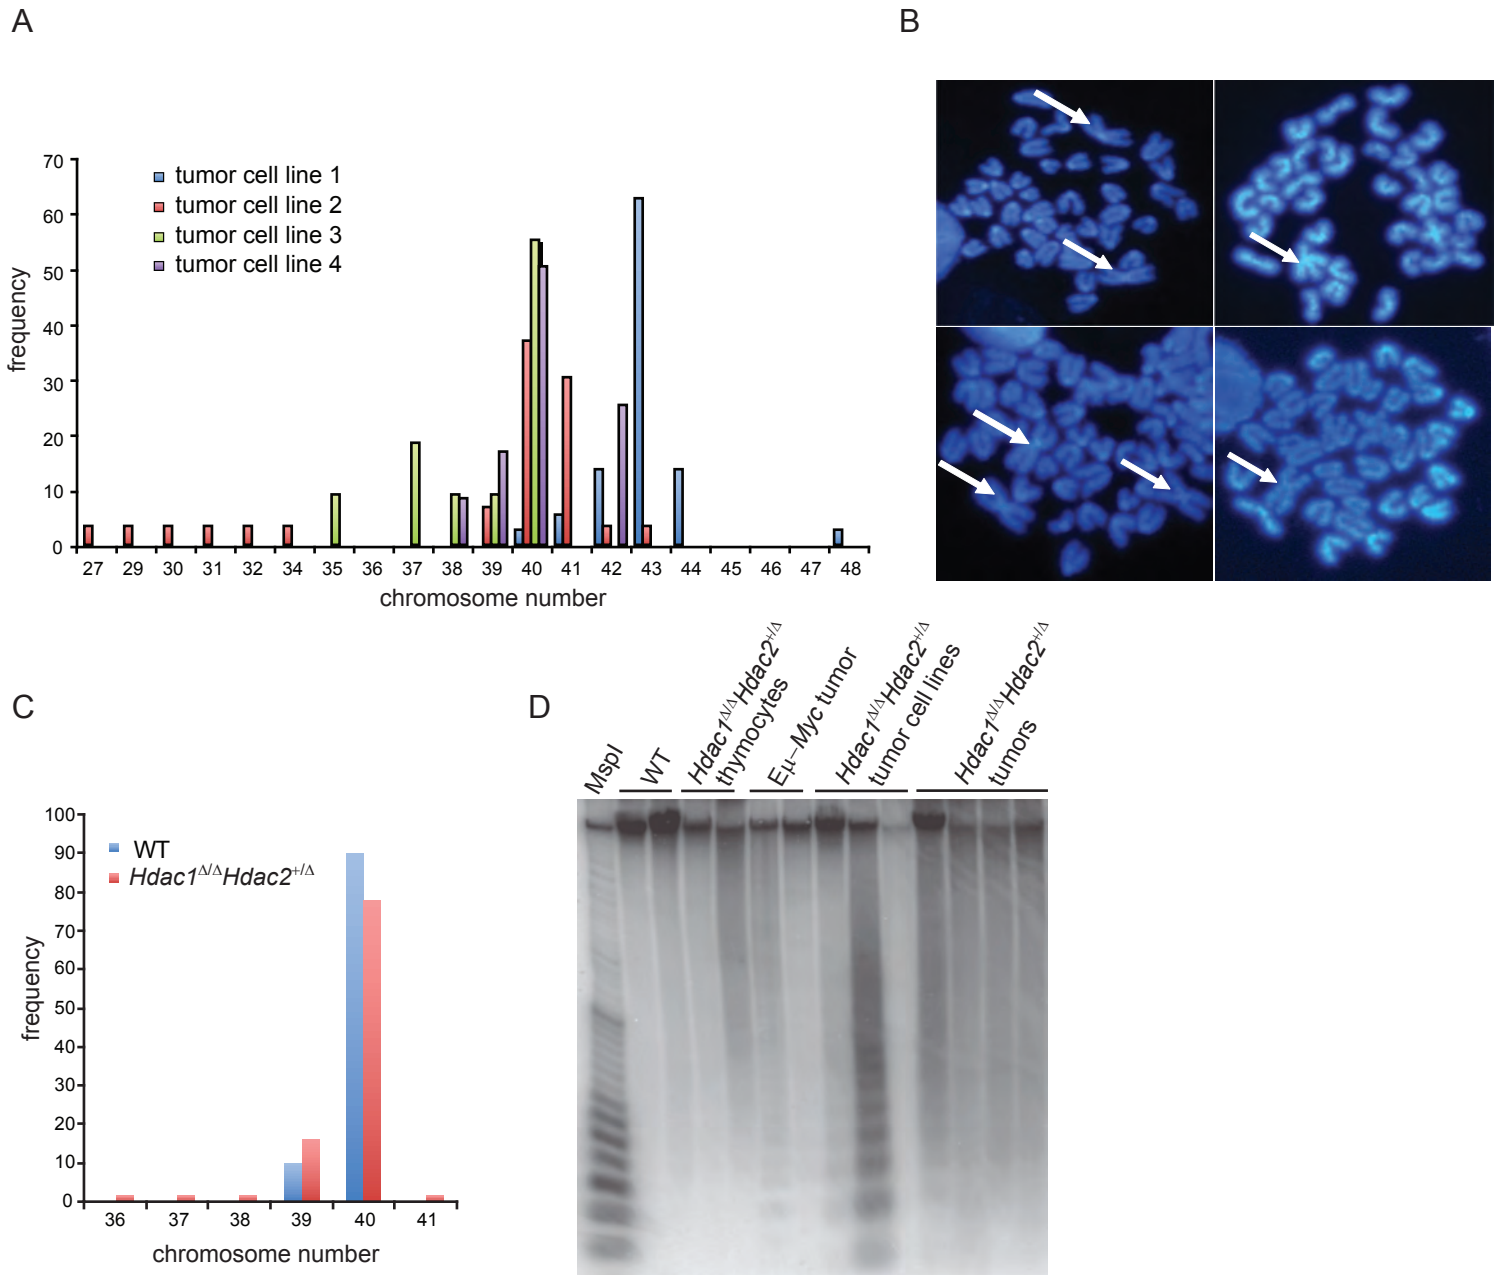 A
B
70
60
50
40
30
20
10
0
frequency
tumor cell line 1
tumor cell line 2
tumor cell line 3
tumor cell line 4
27 29 30 31 32 34 35 36 37 38 39 40 41 42 43 44 45 46 47 48
chromosome number
C
100
90
80
70
60
50
40
30
20
10
0
frequency
WT
Hdac1Δ/ΔHdac2+/Δ
36 37 38 39 40 41
chromosome number
D
MspI
WT
Hdac1Δ/ΔHdac2+/Δ
thymocytes
Eμ–Myc tumor
Hdac1Δ/ΔHdac2+/Δ
tumor cell lines
Hdac1Δ/ΔHdac2+/Δ
tumors